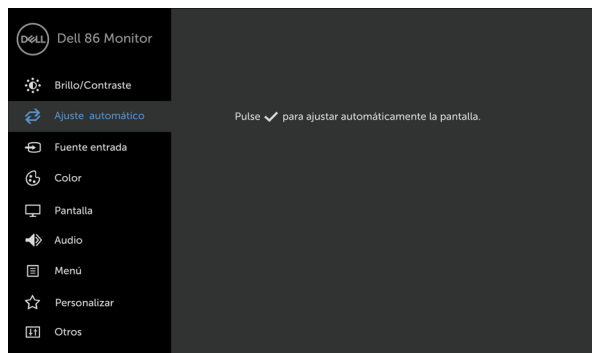 DELL Dell 86 Monitor
Brillo/Contraste
Ajuste automático
Pulse ✓ para ajustar automáticamente la pantalla.
Fuente entrada
Color
Pantalla
Audio
Menú
Personalizar
Otros